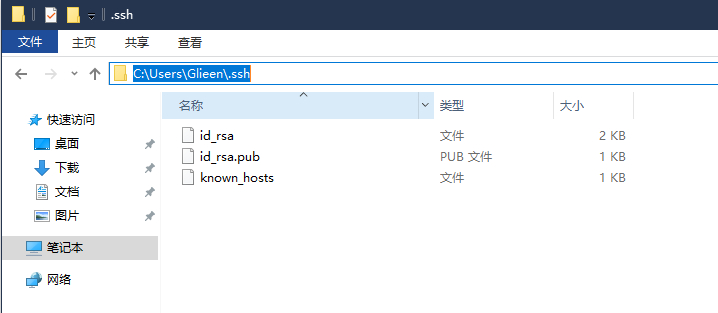 .ssh
文件 主页 共享 查看
C:\Users\Glieen\.ssh
名称 类型 大小
快速访问
桌面
下载
文档
图片
笔记本
网络
id_rsa 文件 2 KB
id_rsa.pub PUB 文件 1 KB
known_hosts 文件 1 KB